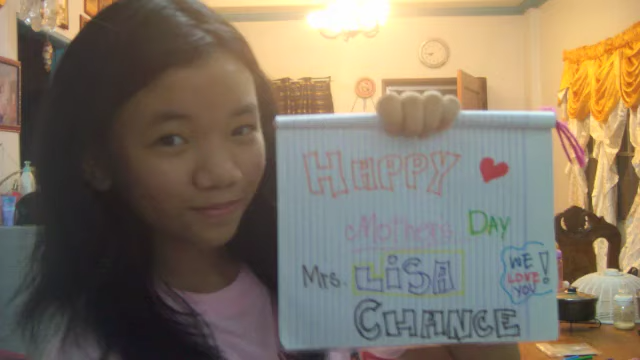 HAPPY
Mothers DAY
Mrs. LiSA
CHANCE
WE
LOVE
YOU!